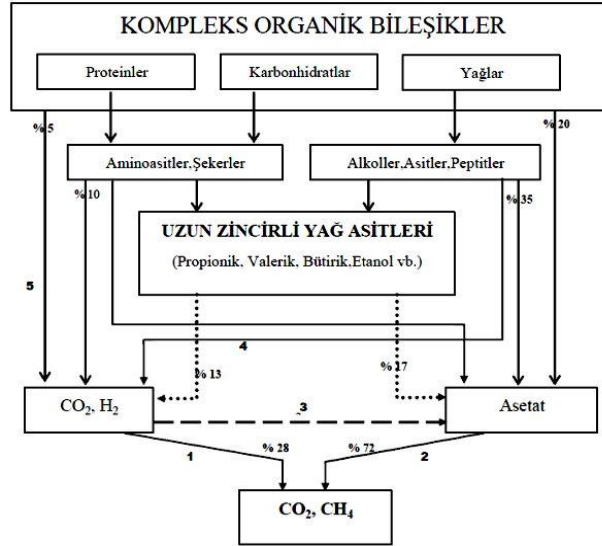 KOMPLEKS ORGANİK BİLEŞİKLER
Proteinler
Karbonhidratlar
Yağlar
% 5
% 20
Aminoasitler,Şekerler
Alkoller,Asitler,Peptitler
% 10
% 35
UZUN ZİNCİRLİ YAĞ ASİTLERİ
(Propionik, Valerik, Bütirik,Etanol vb.)
5
4
% 13
% 17
CO2, H2
3
Asetat
1
% 28
% 72
2
CO2, CH4